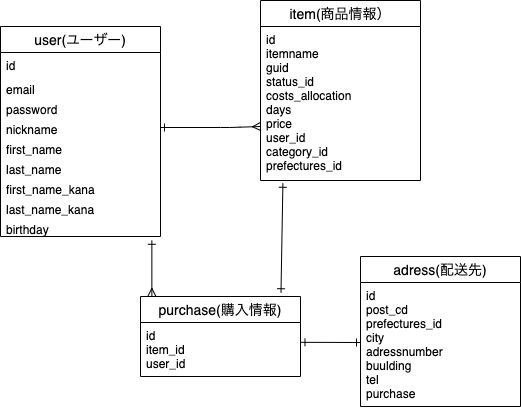 user(ユーザー)
id
email
password
nickname
first_name
last_name
first_name_kana
last_name_kana
birthday
item(商品情報）
id
itemname
guid
status_id
costs_allocation
days
price
user_id
category_id
prefectures_id
purchase(購入情報)
id
item_id
user_id
adress(配送先)
id
post_cd
prefectures_id
city
adressnumber
buulding
tel
purchase